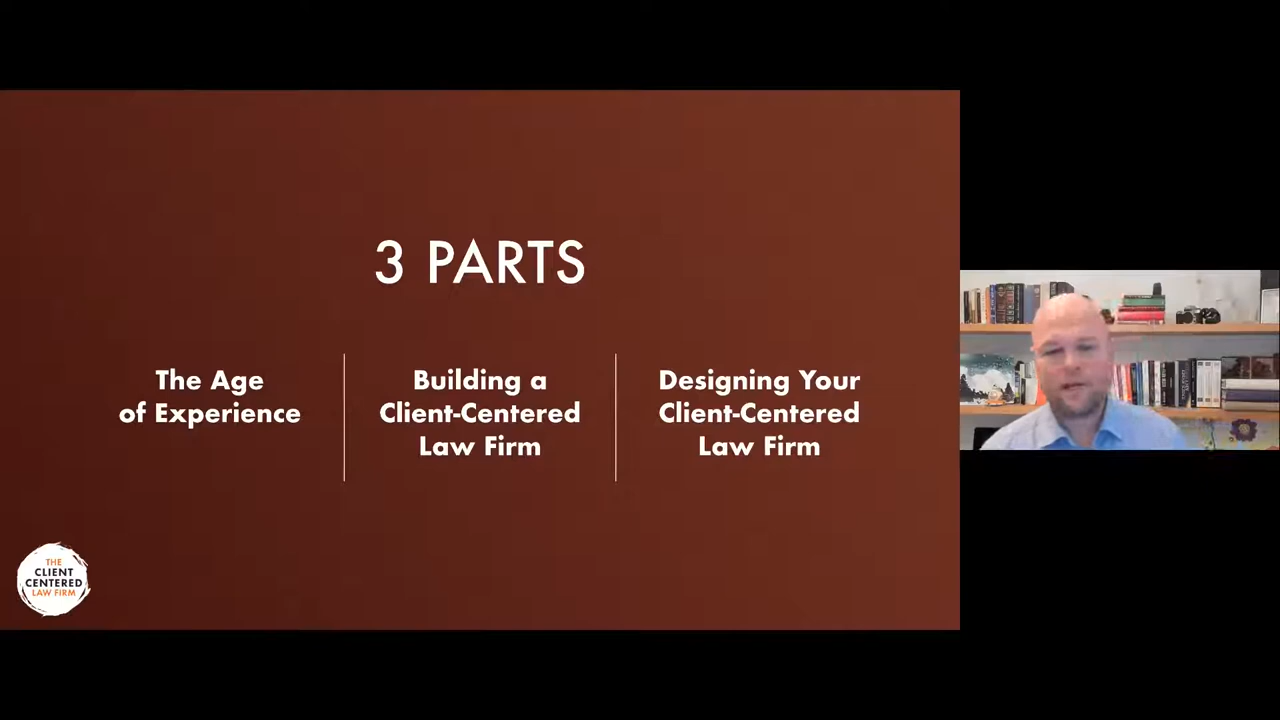 3 PARTS
The Age
of Experience
Building a
Client-Centered
Law Firm
Designing Your
Client-Centered
Law Firm
THE
CLIENT
CENTERED
LAW FIRM